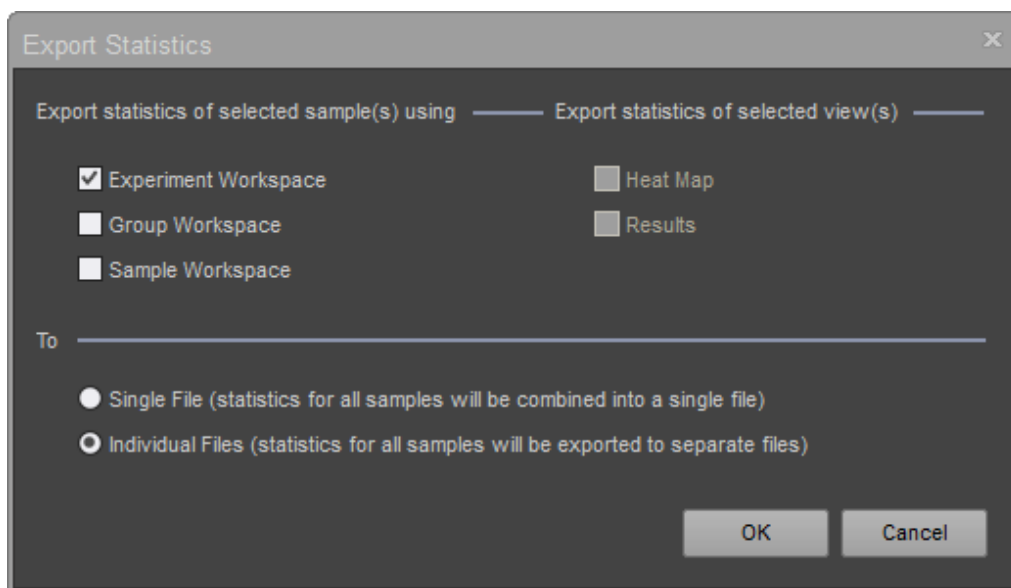 Export Statistics
Export statistics of selected sample(s) using
Export statistics of selected view(s)
Experiment Workspace
Heat Map
Group Workspace
Results
Sample Workspace
To
Single File (statistics for all samples will be combined into a single file)
Individual Files (statistics for all samples will be exported to separate files)
OK
Cancel